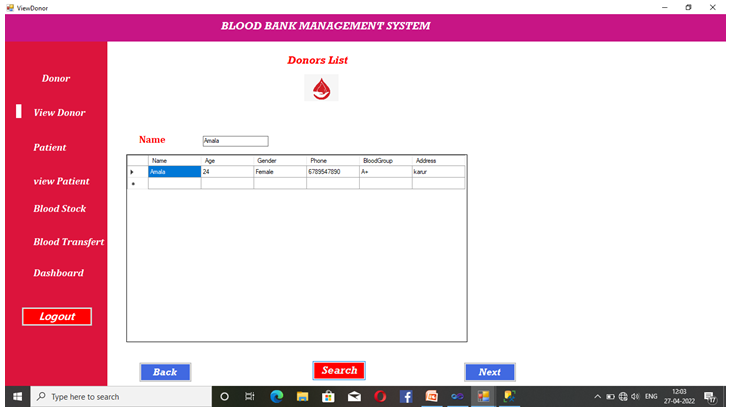 ViewDonor
BLOOD BANK MANAGEMENT SYSTEM
Donor
View Donor
Patient
view Patient
Blood Stock
Blood Transfert
Dashboard
Logout
Donors List
Name Amala
Name Age Gender Phone BloodGroup Address
Amala 24 Female 6789547890 A+ karur
Back Search Next
Type here to search
ENG
12:03
27-04-2022